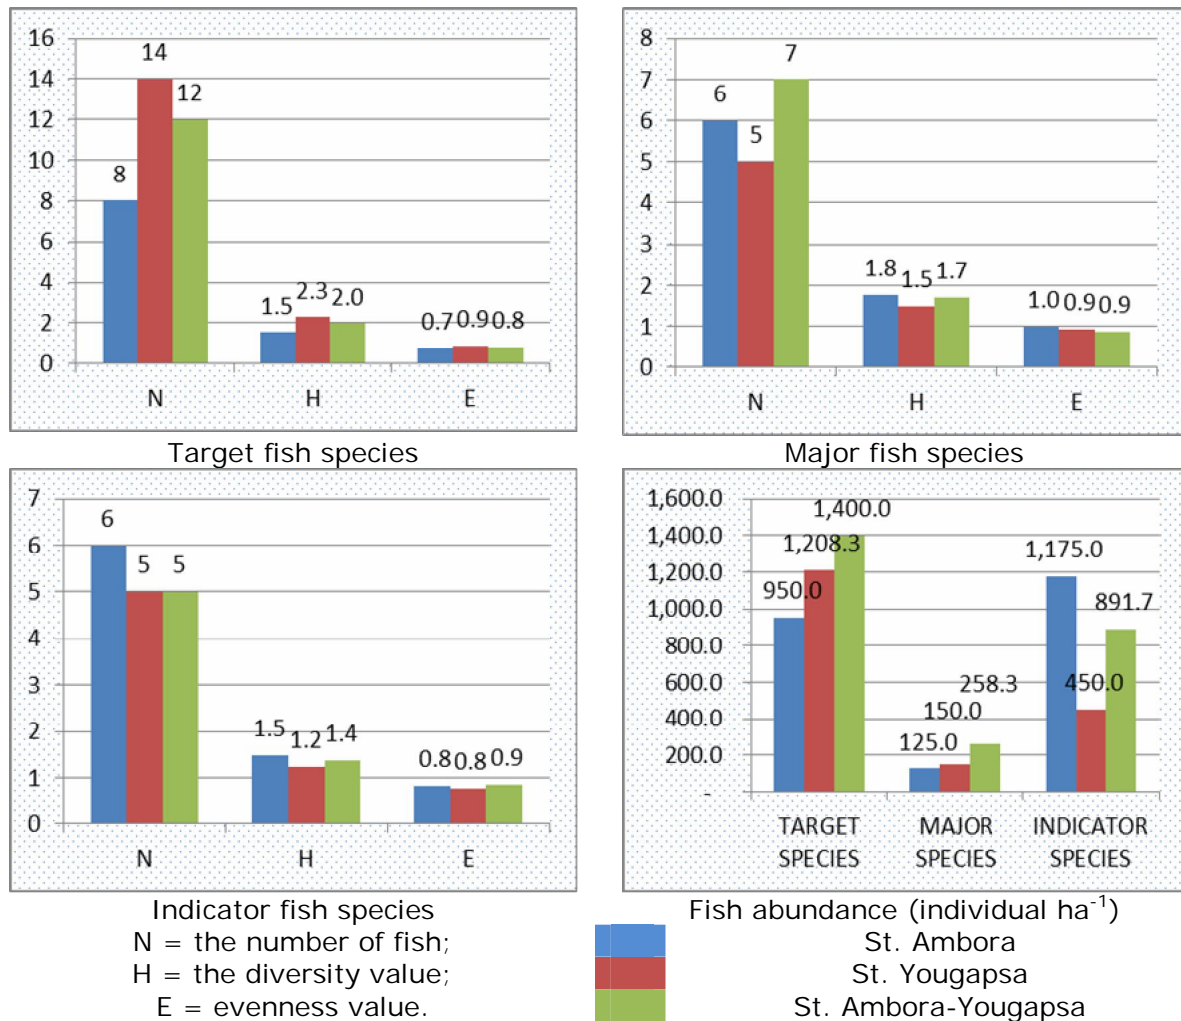 16
14
12
10
8
6
4
2
0
8
14
12
1.5
2.3
2.0
0.7
0.9
0.8
N
H
E
Target fish species
8
7
6
5
4
3
2
1
0
6
5
7
1.8
1.5
1.7
1.0
0.9
0.9
N
H
E
Major fish species
7
6
5
4
3
2
1
0
6
5
5
1.5
1.2
1.4
0.8
0.8
0.9
N
H
E
Indicator fish species
1,600.0
1,400.0
1,200.0
1,000.0
800.0
600.0
400.0
200.0
-
950.0
1,208.3
1,400.0
125.0
150.0
258.3
1,175.0
450.0
891.7
TARGET
SPECIES
MAJOR
SPECIES
INDICATOR
SPECIES
Fish abundance (individual ha⁻¹)
N = the number of fish;
H = the diversity value;
E = evenness value.
St. Ambora
St. Yougapsa
St. Ambora-Yougapsa